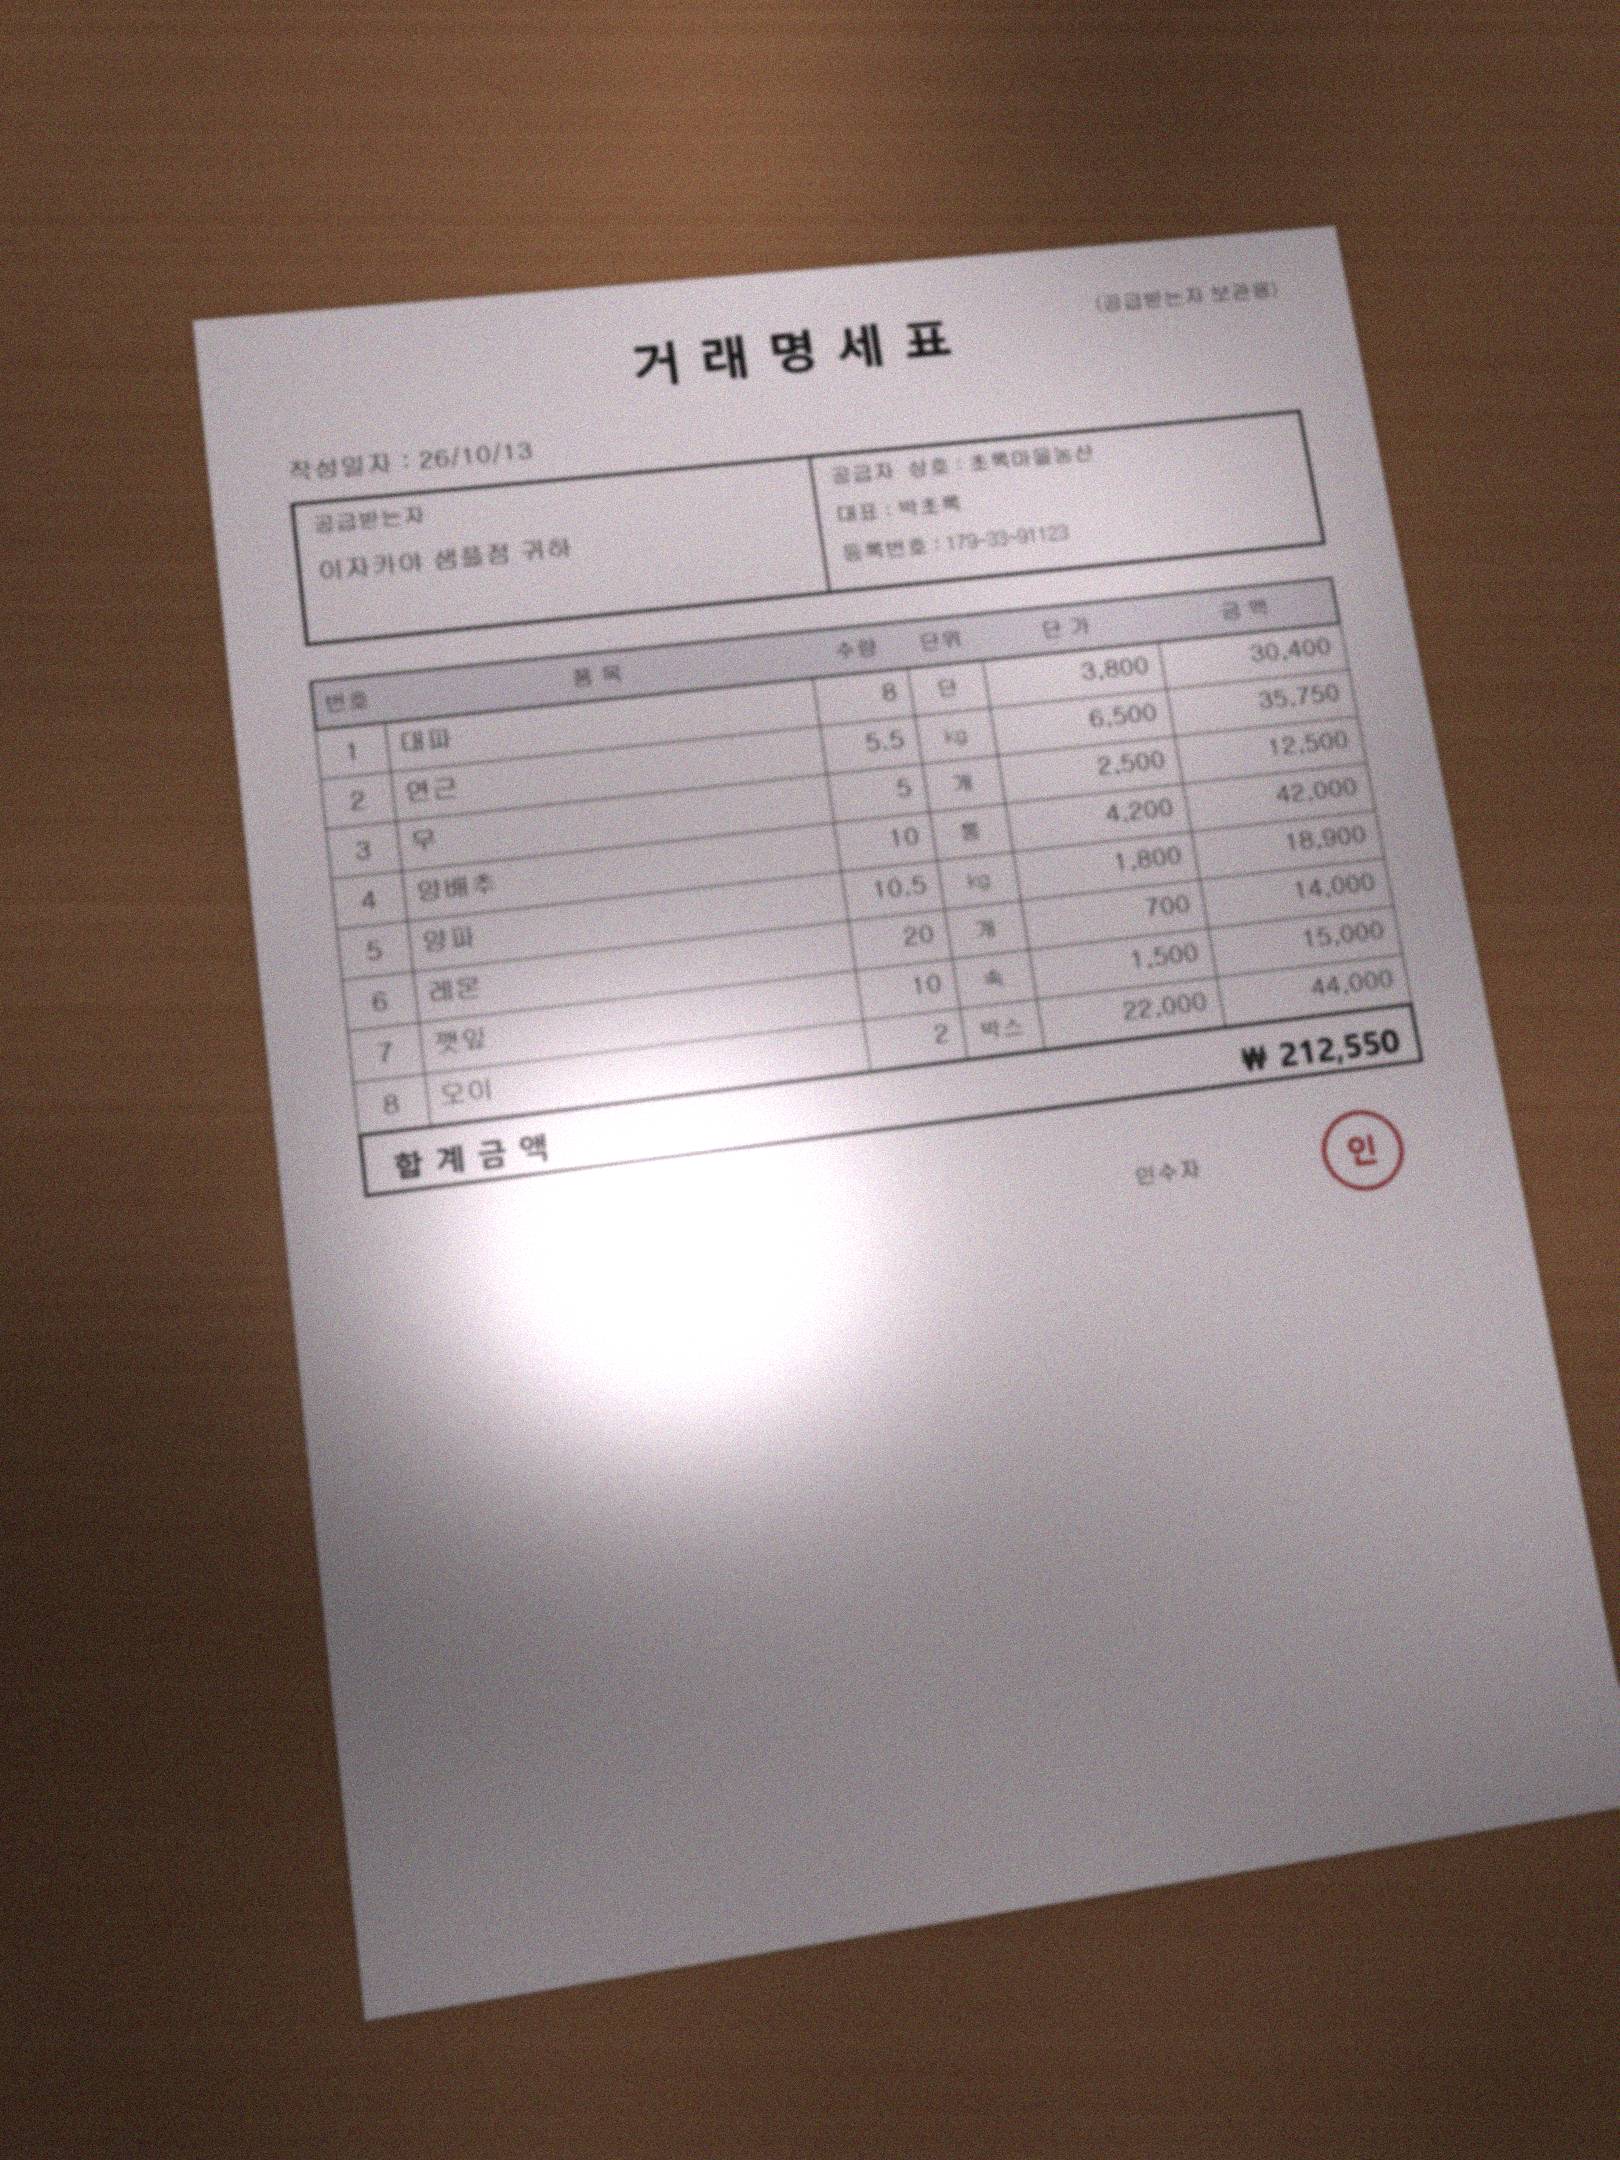 (공급받는자 보관용)
거래명세표
작성일자 : 26/10/13
공급받는자
이자카야 샘플점 귀하
공급자 상호 : 초록마을농산
대표 : 박초록
등록번호 : 179-33-91123
번호 품목 수량 단위 단가 금액
1 대파 8 단 3,800 30,400
2 연근 5.5 kg 6,500 35,750
3 무 5 개 2,500 12,500
4 양배추 10 통 4,200 42,000
5 양파 10.5 kg 1,800 18,900
6 레몬 20 개 700 14,000
7 깻잎 10 속 1,500 15,000
8 오이 2 박스 22,000 44,000
합계금액 ₩ 212,550
인수자 인